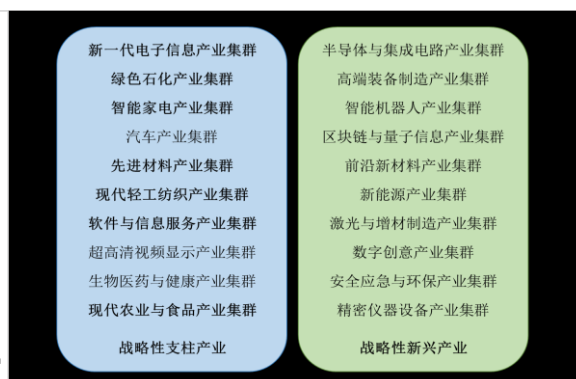 新一代电子信息产业集群
绿色石化产业集群
智能家电产业集群
汽车产业集群
先进材料产业集群
现代轻工纺织产业集群
软件与信息服务产业集群
超高清视频显示产业集群
生物医药与健康产业集群
现代农业与食品产业集群
战略性支柱产业
半导体与集成电路产业集群
高端装备制造产业集群
智能机器人产业集群
区块链与量子信息产业集群
前沿新材料产业集群
新能源产业集群
激光与增材制造产业集群
数字创意产业集群
安全应急与环保产业集群
精密仪器设备产业集群
战略性新兴产业